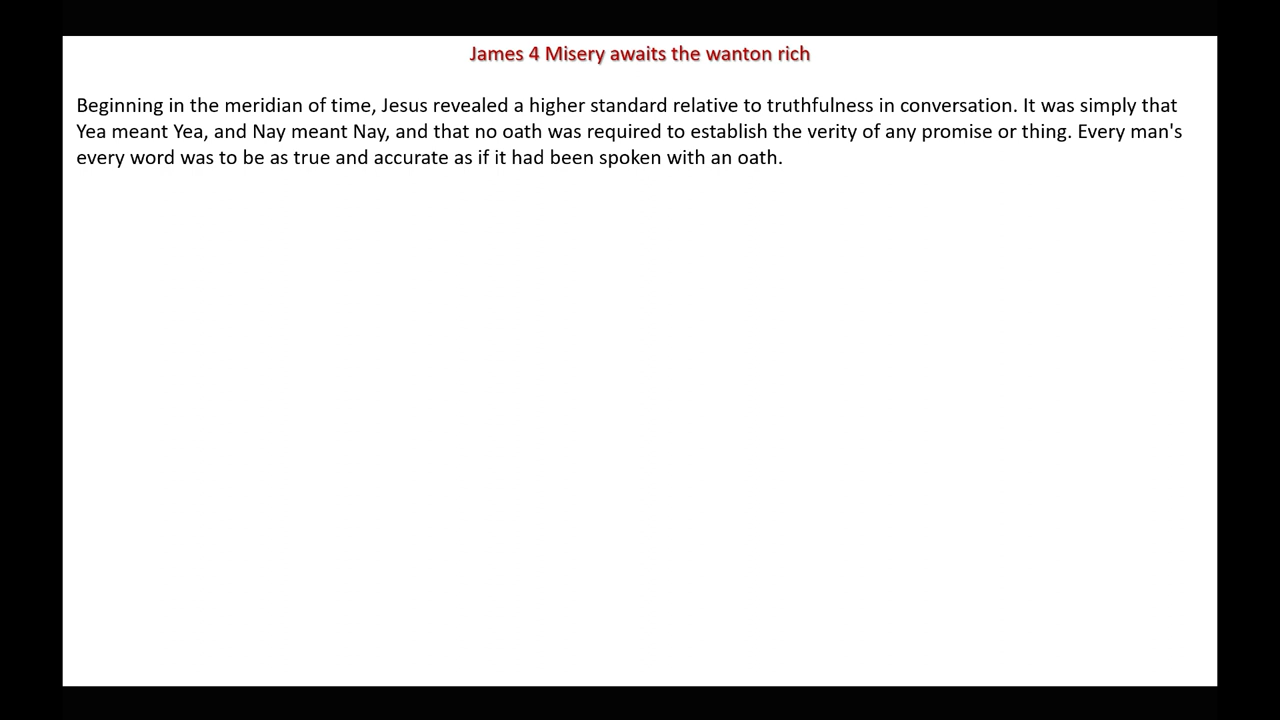 James 4 Misery awaits the wanton rich
Beginning in the meridian of time, Jesus revealed a higher standard relative to truthfulness in conversation. It was simply that
Yea meant Yea, and Nay meant Nay, and that no oath was required to establish the verity of any promise or thing. Every man's
every word was to be as true and accurate as if it had been spoken with an oath.